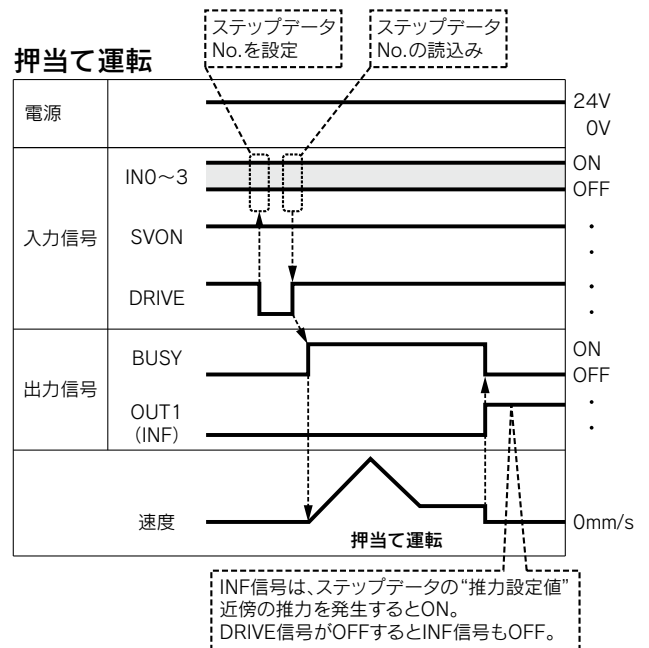 ステップデータ
No.を設定
ステップデータ
No.の読込み
押当て運転
電源
24V
0V
入力信号
IN0～3
ON
OFF
SVON
・
・
DRIVE
・
・
出力信号
BUSY
ON
OFF
OUT1
(INF)
・
・
速度
押当て運転
0mm/s
INF信号は、ステップデータの“推力設定値”
近傍の推力を発生するとON。
DRIVE信号がOFFするとINF信号もOFF。